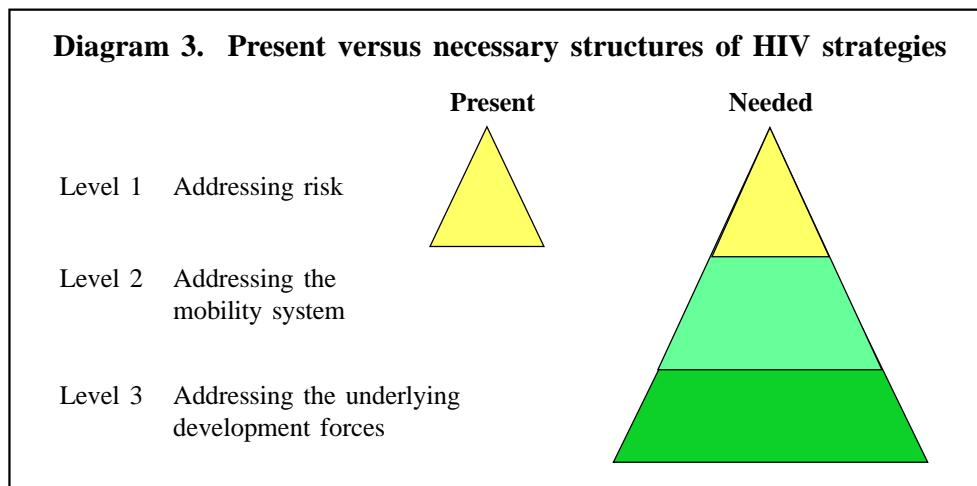 Diagram 3. Present versus necessary structures of HIV strategies
Present Needed
Level 1 Addressing risk
Level 2 Addressing the
mobility system
Level 3 Addressing the underlying
development forces